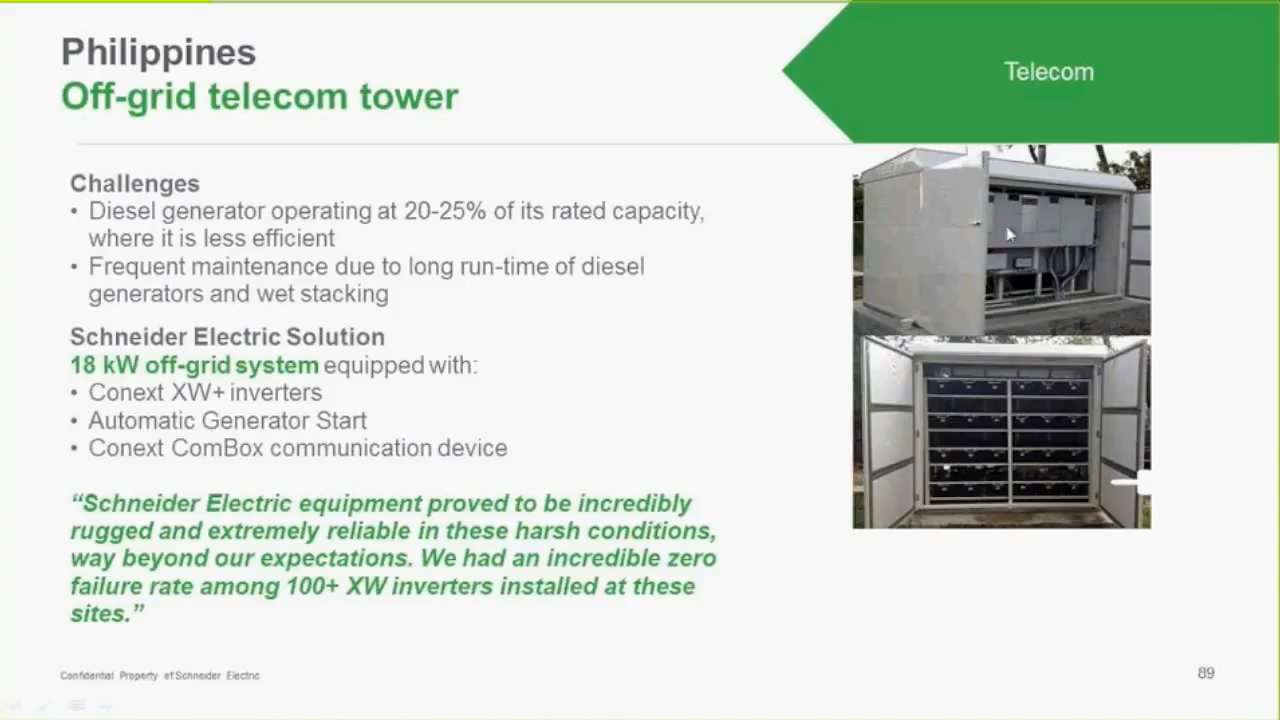 Philippines
Off-grid telecom tower
Telecom
Challenges
• Diesel generator operating at 20-25% of its rated capacity,
where it is less efficient
• Frequent maintenance due to long run-time of diesel
generators and wet stacking
Schneider Electric Solution
18 kW off-grid system equipped with:
• Conext XW+ inverters
• Automatic Generator Start
• Conext ComBox communication device
“Schneider Electric equipment proved to be incredibly
rugged and extremely reliable in these harsh conditions,
way beyond our expectations. We had an incredible zero
failure rate among 100+ XW inverters installed at these
sites.”
Confidential Property of Schneider Electric
89